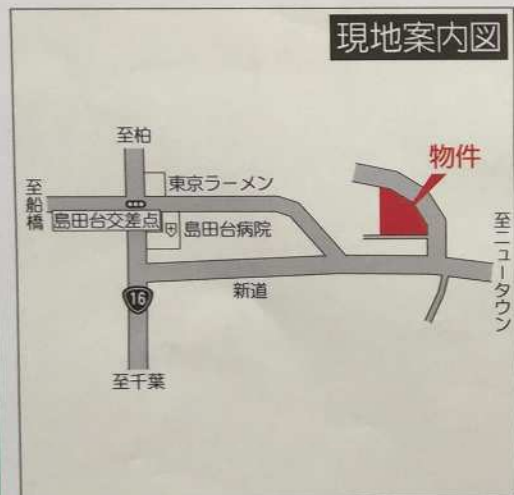 現地案内図
至柏
物件
東京ラーメン
至船橋
島田台交差点
島田台病院
至ニュータウン
新道
16
至千葉